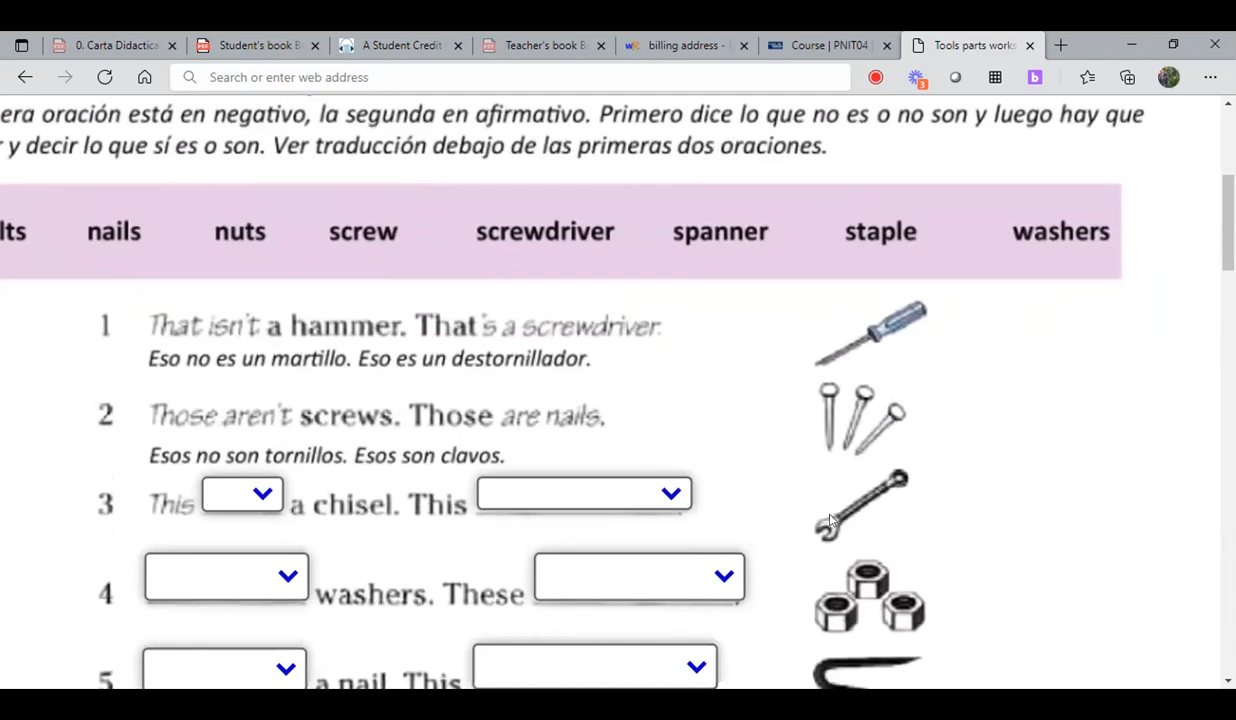 0. Carta Didactica
Student's book B
A Student Credit
Teacher's book B
billing address -
Course | PNIT04
Tools parts works
Search or enter web address
3
era oración está en negativo, la segunda en afirmativo. Primero dice lo que no es o no son y luego hay que
r y decir lo que sí es o son. Ver traducción debajo de las primeras dos oraciones.
lts nails nuts screw screwdriver spanner staple washers
1 That isn't a hammer. That's a screwdriver.
Eso no es un martillo. Eso es un destornillador.
2 Those aren't screws. Those are nails.
Esos no son tornillos. Esos son clavos.
3 This a chisel. This
4 washers. These
5 a nail. This